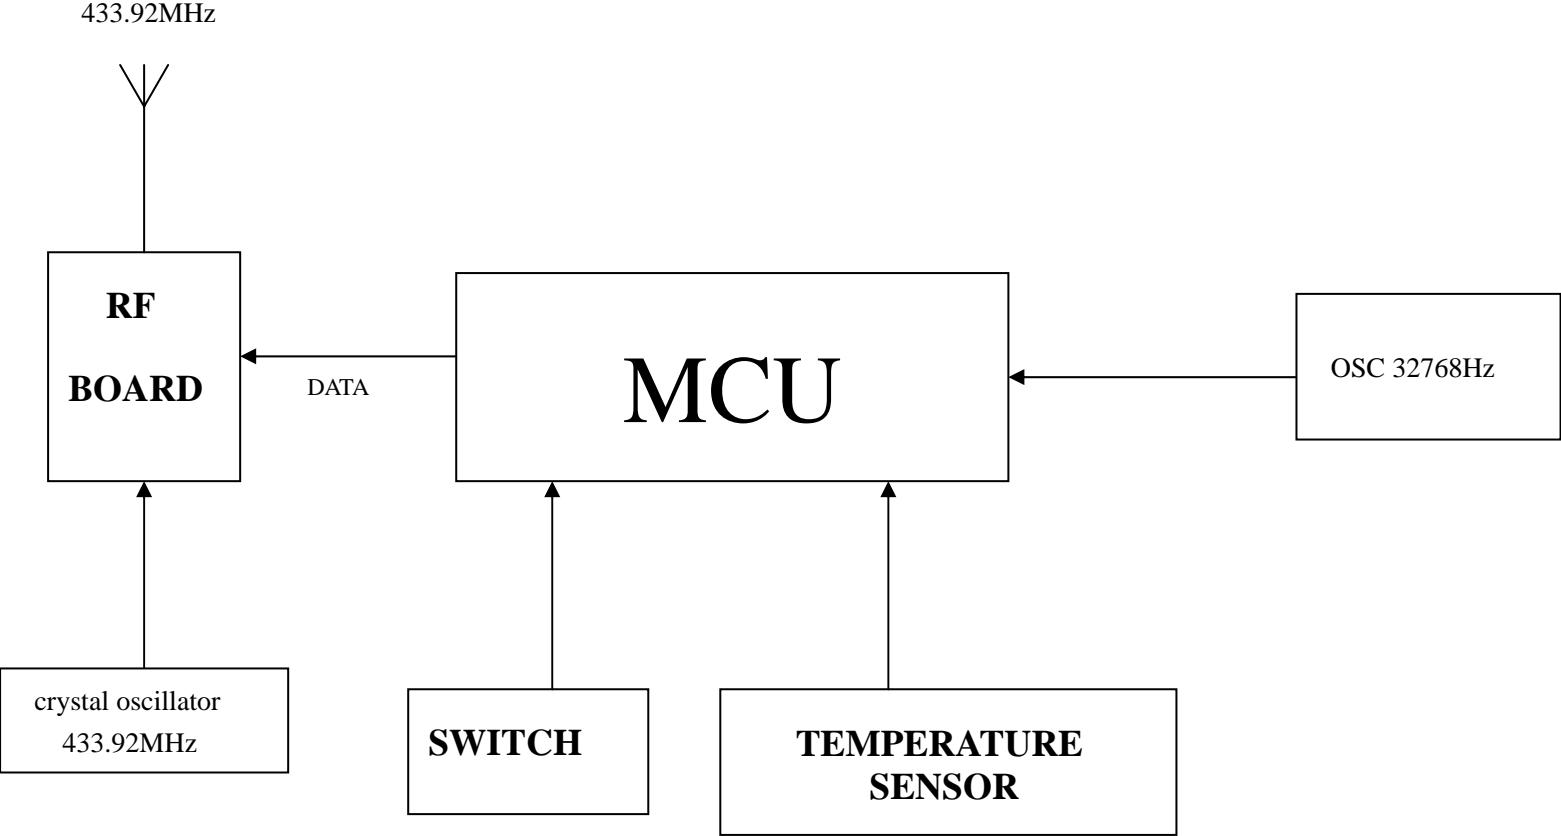 433.92MHz
RF
BOARD
DATA
MCU
OSC 32768Hz
crystal oscillator
433.92MHz
SWITCH
TEMPERATURE
SENSOR